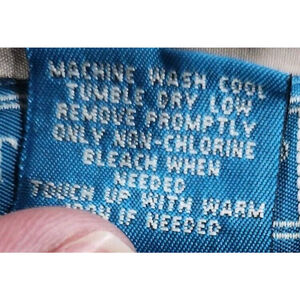 MACHINE WASH COOL
TUMBLE DRY LOW
REMOVE PROMPTLY
ONLY NON-CHLORINE
BLEACH WHEN
NEEDED
TOUCH UP WITH WARM
IF NEEDED